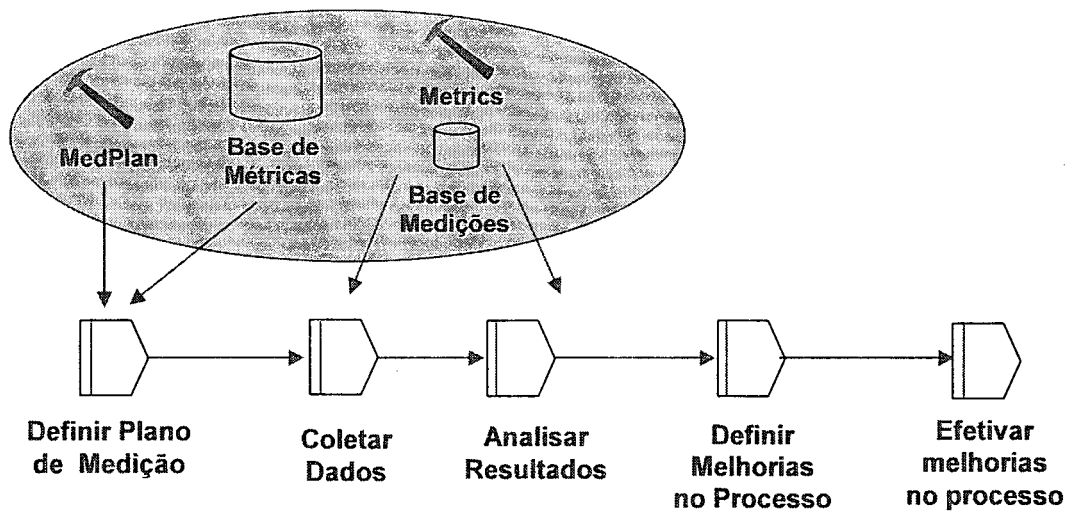 Metrics
MedPlan
Base de
Métricas
Base de
Medições
Definir Plano
de Medição
Coletar
Dados
Analisar
Resultados
Definir
Melhorias
no Processo
Efetivar
melhorias
no processo